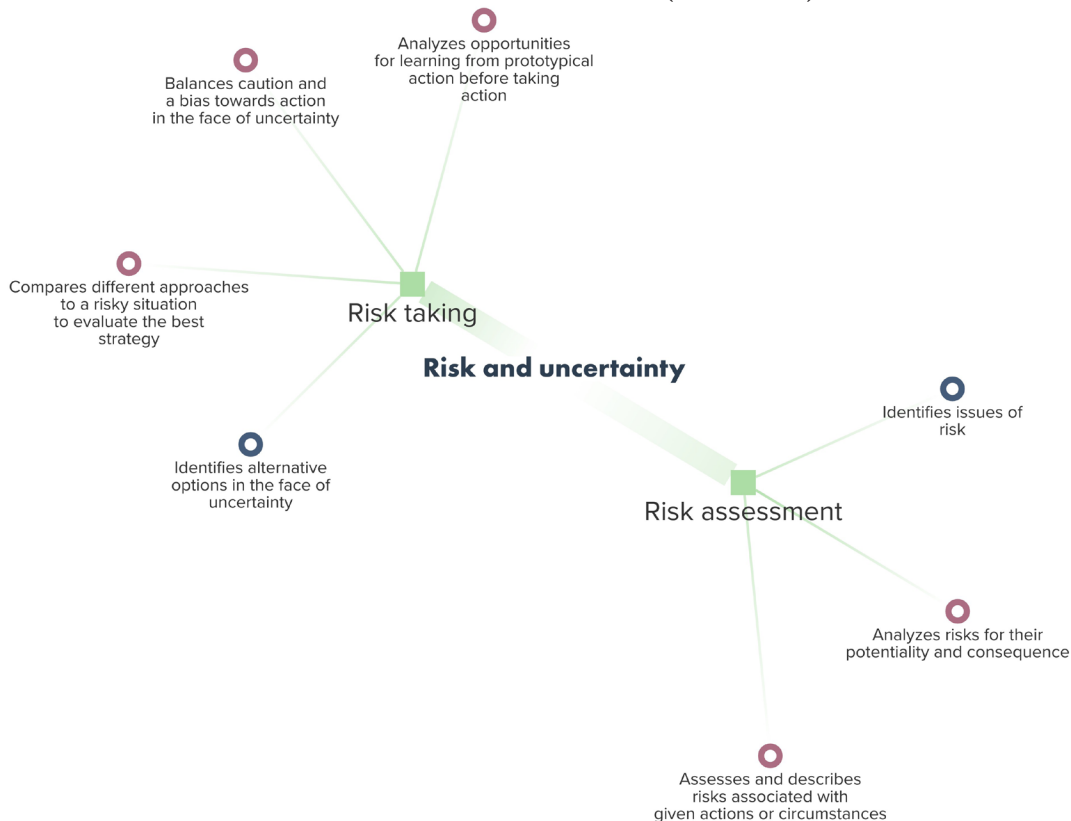 Analyzes opportunities
for learning from prototypical
action before taking
action
Balances caution and
a bias towards action
in the face of uncertainty
Compares different approaches
to a risky situation
to evaluate the best
strategy
Risk taking
Risk and uncertainty
Identifies alternative
options in the face of
uncertainty
Identifies issues of
risk
Risk assessment
Analyzes risks for their
potentiality and consequence
Assesses and describes
risks associated with
given actions or circumstances